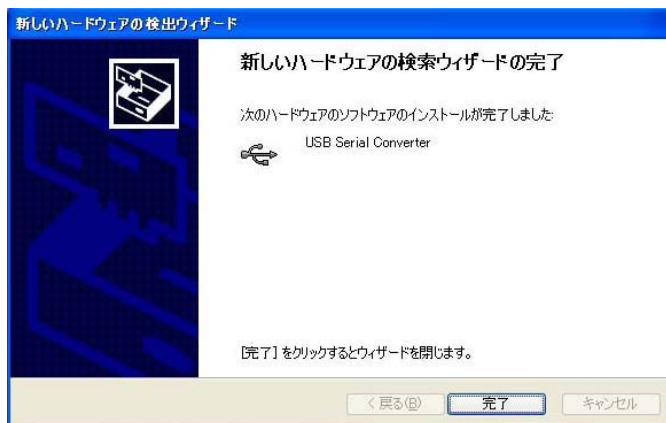 新しいハードウェアの検出ウィザード
新しいハードウェアの検索ウィザードの完了
次のハードウェアのソフトウェアのインストールが完了しました:
USB Serial Converter
[完了] をクリックするとウィザードを閉じます。
< 戻る(B)
完了
キャンセル